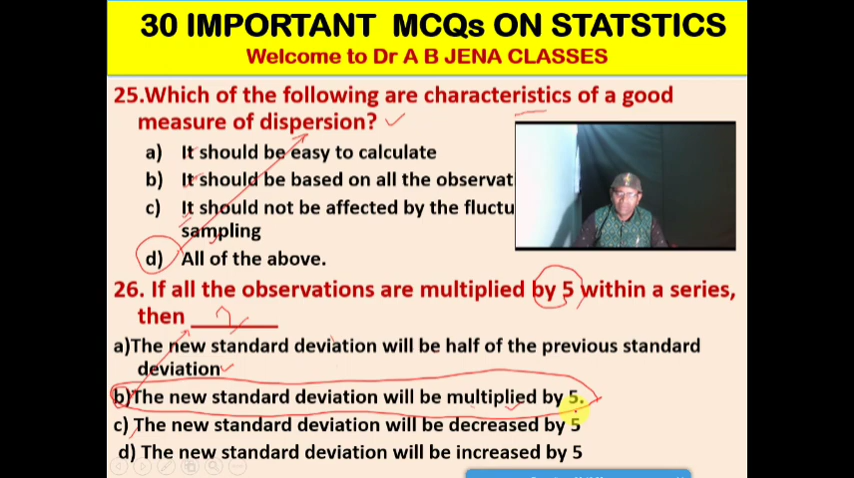 30 IMPORTANT MCQs ON STATSTICS
Welcome to Dr A B JENA CLASSES
25.Which of the following are characteristics of a good
measure of dispersion?
a) It should be easy to calculate
b) It should be based on all the observat
c) It should not be affected by the fluctu
sampling
d) All of the above.
26. If all the observations are multiplied by 5 within a series,
then ________ ?
a)The new standard deviation will be half of the previous standard
deviation
b)The new standard deviation will be multiplied by 5.
c) The new standard deviation will be decreased by 5
d) The new standard deviation will be increased by 5